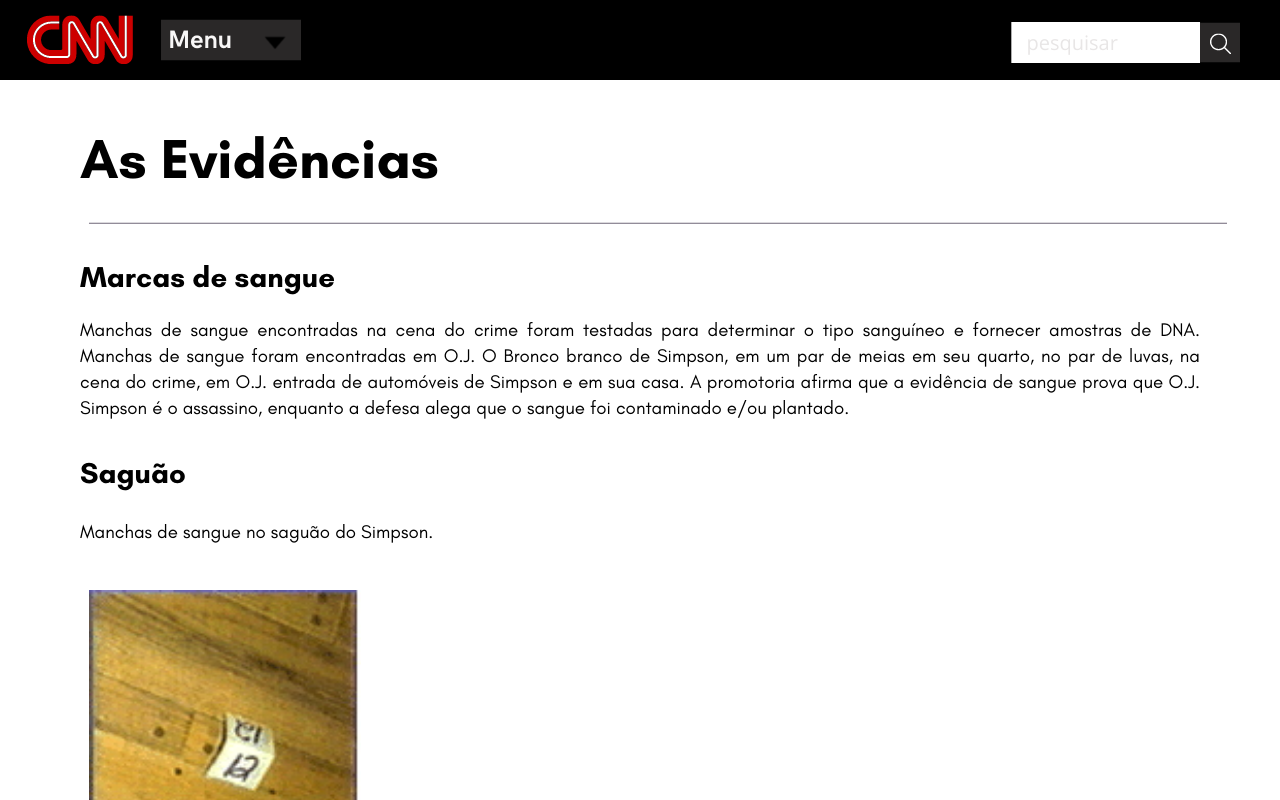 CNN
Menu
pesquisar
As Evidências
Marcas de sangue
Manchas de sangue encontradas na cena do crime foram testadas para determinar o tipo sanguíneo e fornecer amostras de DNA.
Manchas de sangue foram encontradas em O.J. O Bronco branco de Simpson, em um par de meias em seu quarto, no par de luvas, na
cena do crime, em O.J. entrada de automóveis de Simpson e em sua casa. A promotoria afirma que a evidência de sangue prova que O.J.
Simpson é o assassino, enquanto a defesa alega que o sangue foi contaminado e/ou plantado.
Saguão
Manchas de sangue no saguão do Simpson.
12